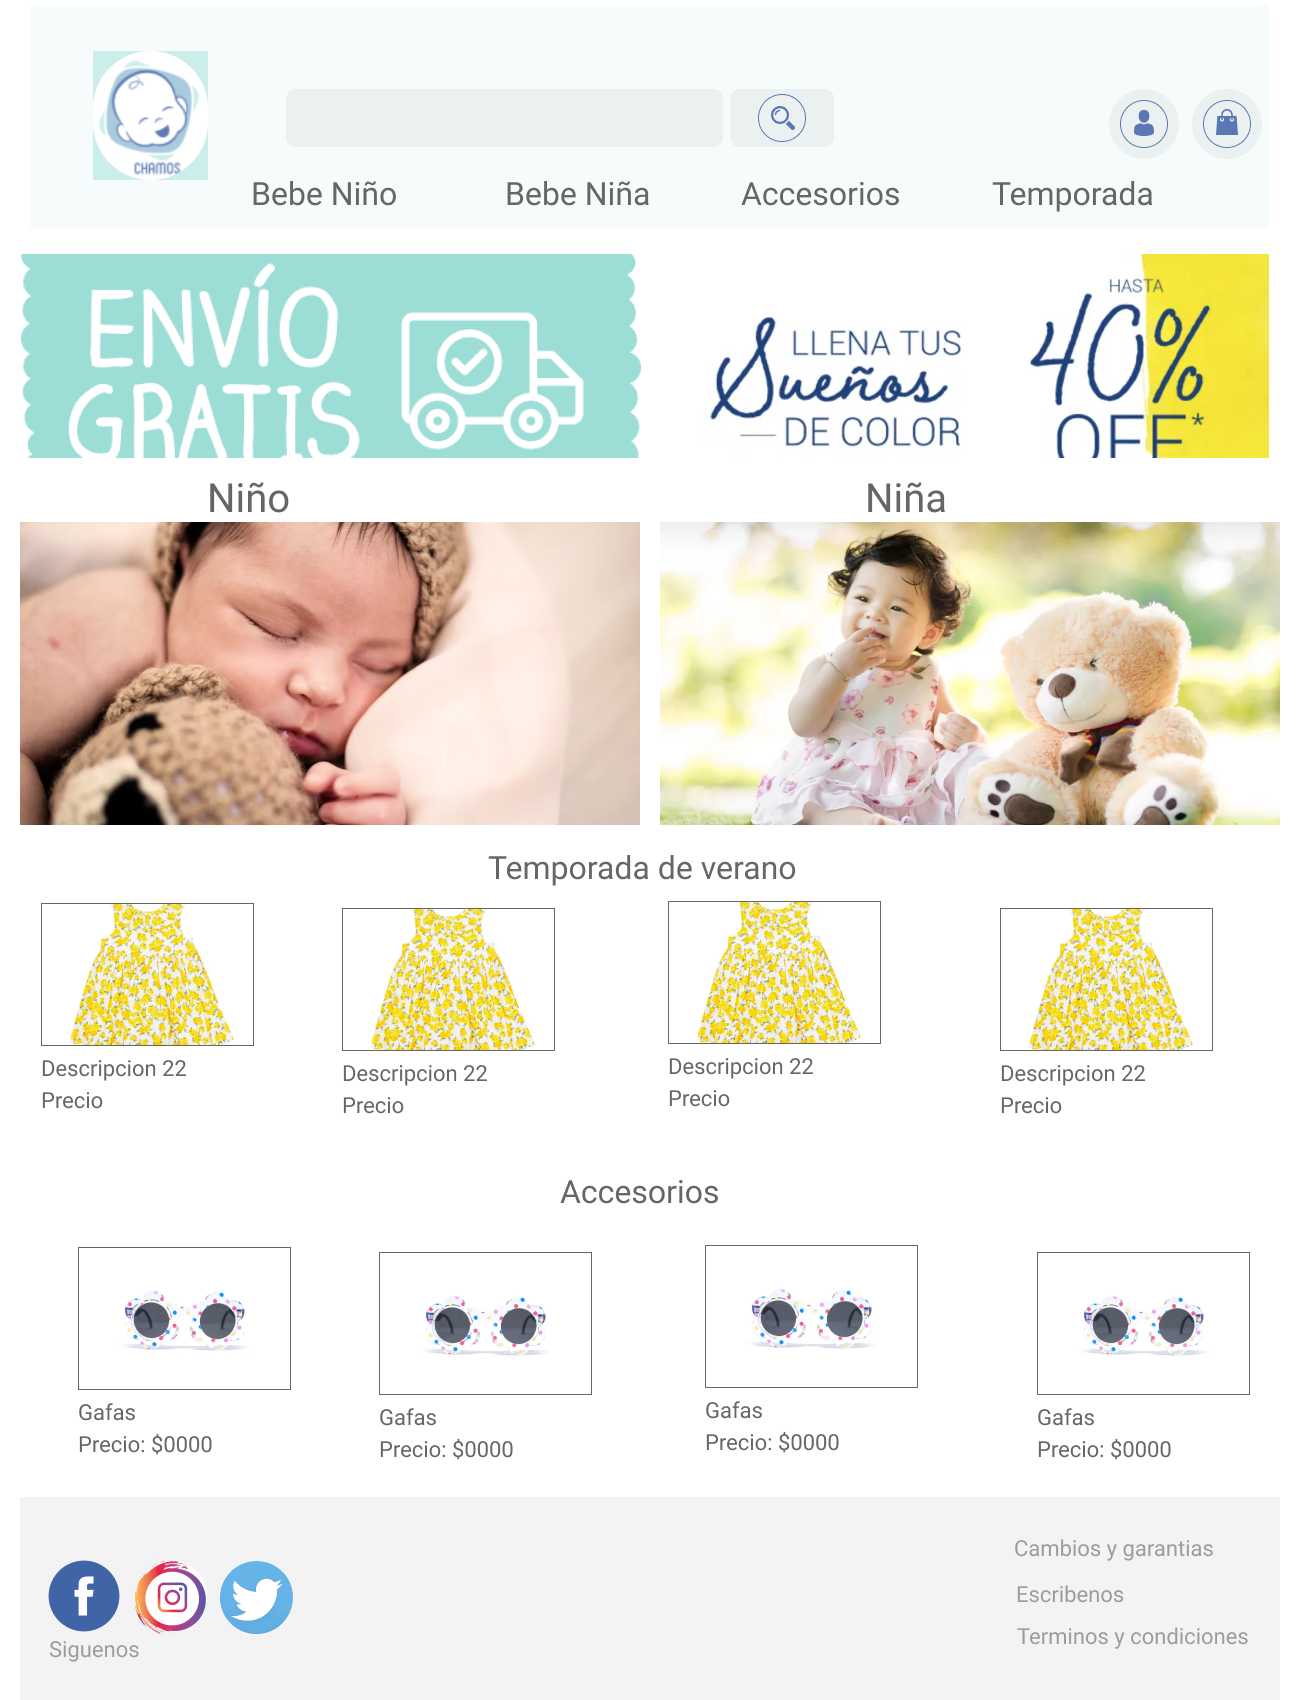 CHAMOS
Bebe Niño
Bebe Niña
Accesorios
Temporada
ENVÍO
GRATIS
LLENA TUS
Sueños
DE COLOR
HASTA
40%
OFF*
Niño
Niña
Temporada de verano
Descripcion 22
Precio
Descripcion 22
Precio
Descripcion 22
Precio
Descripcion 22
Precio
Accesorios
Gafas
Precio: $0000
Gafas
Precio: $0000
Gafas
Precio: $0000
Gafas
Precio: $0000
Siguenos
Cambios y garantias
Escribenos
Terminos y condiciones